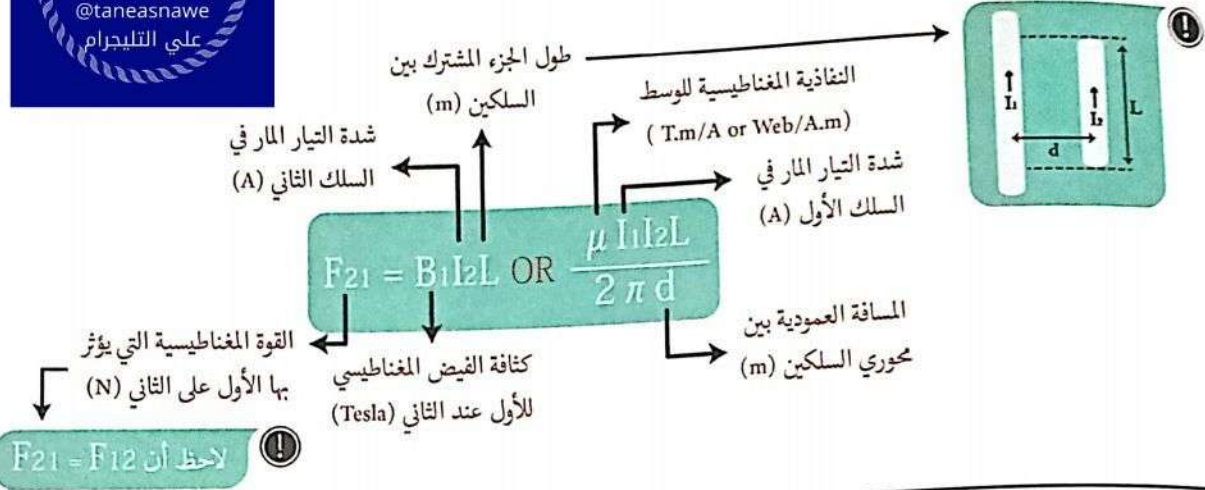 @taneasnawe
علي التليجرام
طول الجزء المشترك بين
السلكين (m)
النفاذية المغناطيسية للوسط
( T.m/A or Web/A.m)
شدة التيار المار في
السلك الثاني (A)
شدة التيار المار في
السلك الأول (A)
I₁
I₂
L
d
F21 = B1I2L OR μ I1I2L
2 π d
القوة المغناطيسية التي يؤثر
بها الأول على الثاني (N)
كثافة الفيض المغناطيسي
للأول عند الثاني (Tesla)
المسافة العمودية بين
محوري السلكين (m)
لاحظ أن F21 = F12